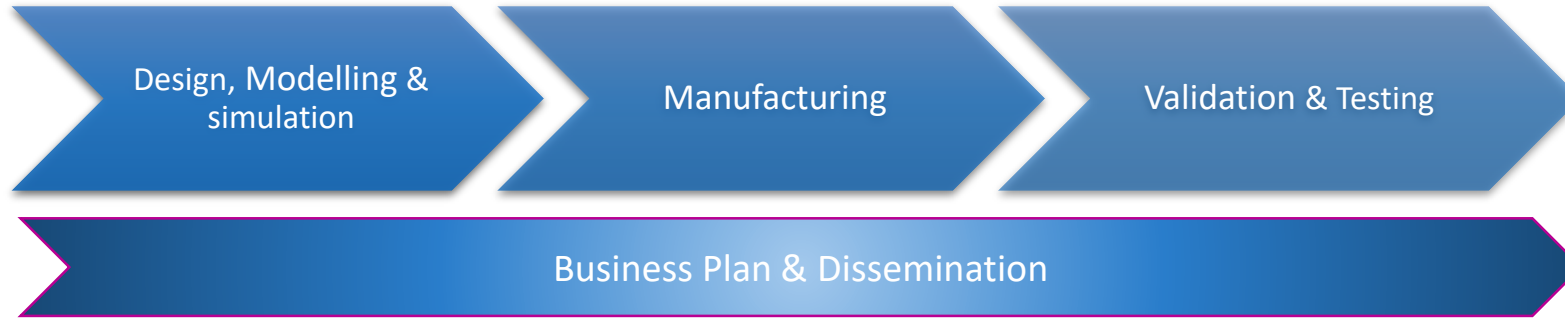 Design, Modelling &
simulation
Manufacturing
Validation & Testing
Business Plan & Dissemination